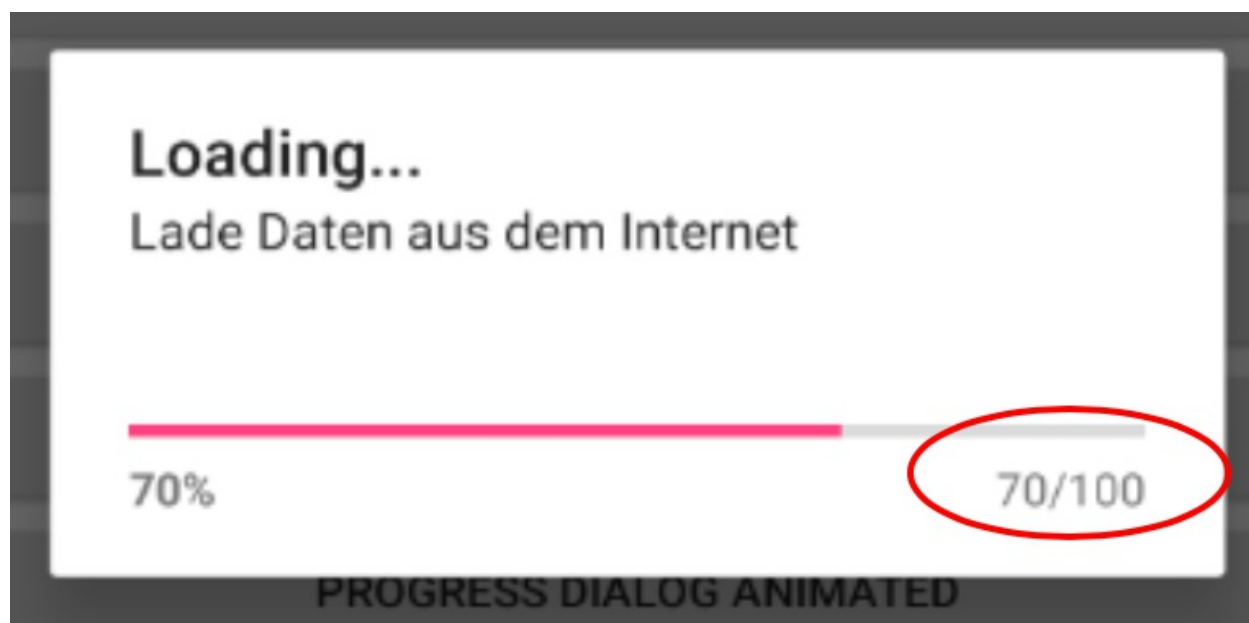 Loading...
Lade Daten aus dem Internet
70%
70/100
PROGRESS DIALOG ANIMATED